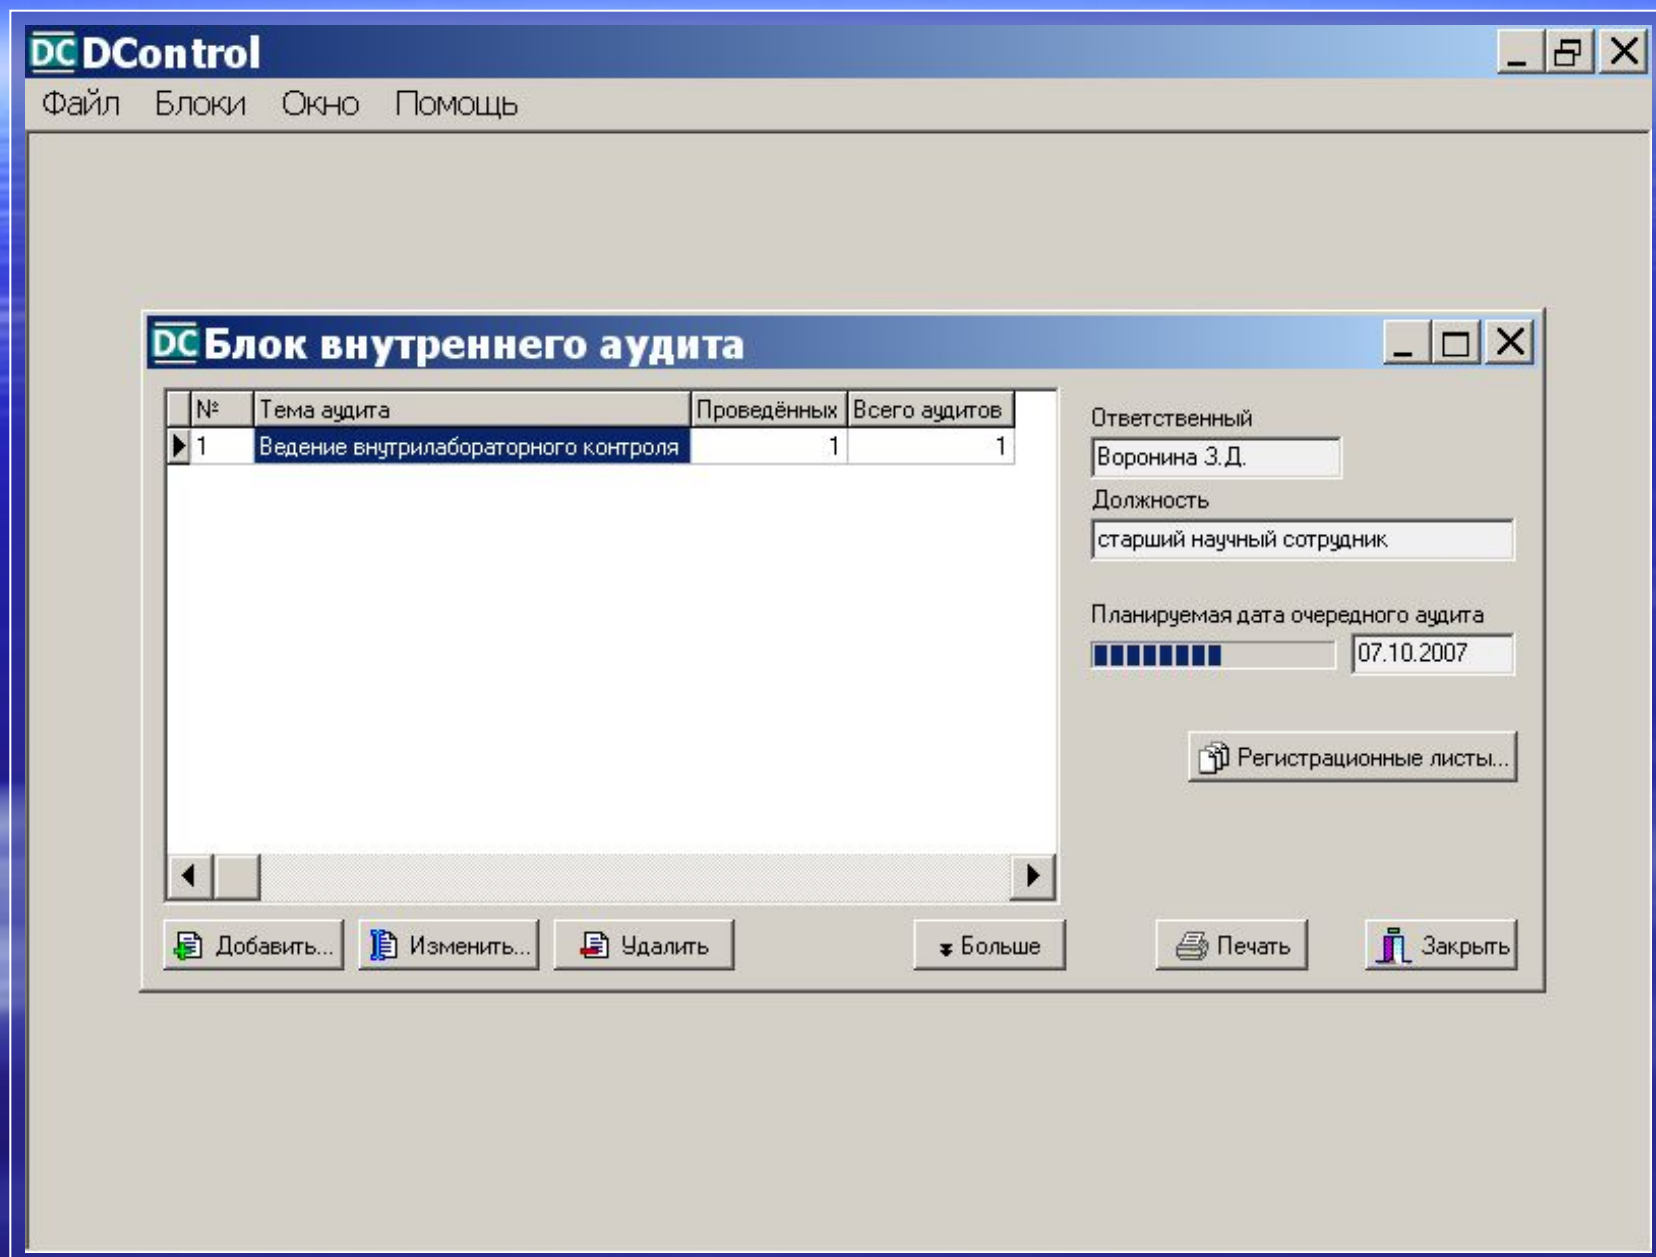 DC DControl
Файл Блоки Окно Помощь
DC Блок внутреннего аудита
№ Тема аудита Проведённых Всего аудитов
1 Ведение внутрилабораторного контроля 1 1
Ответственный
Воронина З.Д.
Должность
старший научный сотрудник
Планируемая дата очередного аудита
07.10.2007
Регистрационные листы...
Добавить... Изменить... Удалить Больше Печать Закрыть